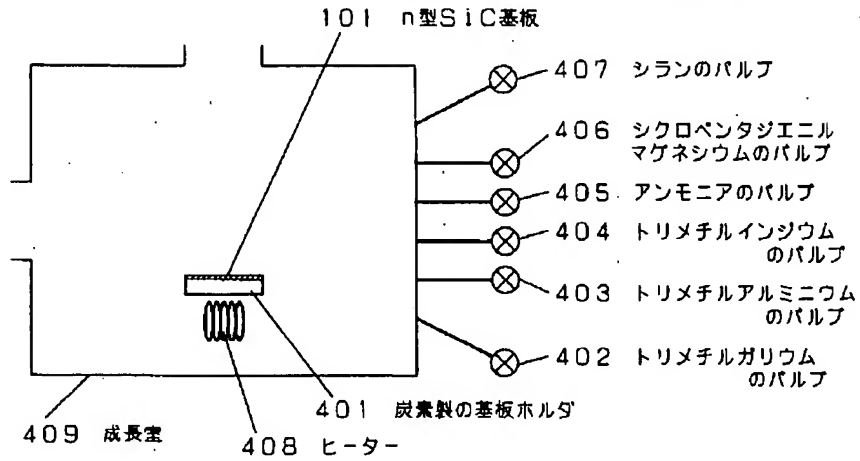 101 n型SiC基板
407 シランのバルブ
406 シクロペンタジエニル
マグネシウムのバルブ
405 アンモニアのバルブ
404 トリメチルインジウム
のバルブ
403 トリメチルアルミニウム
のバルブ
402 トリメチルガリウム
のバルブ
401 炭素製の基板ホルダ
409 成長室
408 ヒーター